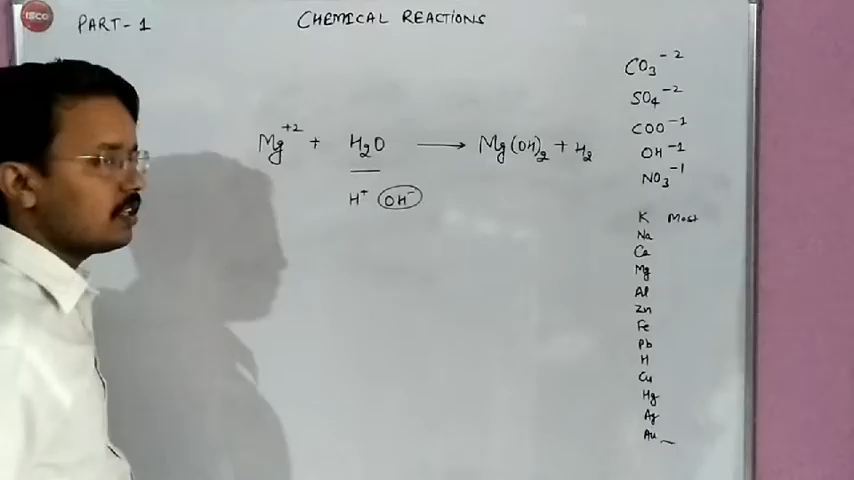 ISCO
PART-1
CHEMICAL REACTIONS
Mg+2 + H2O → Mg(OH)2 + H2
H+ OH-
CO3-2
SO4-2
COO-1
OH-1
NO3-1
K Most
Na
Ca
Mg
Al
Zn
Fe
Pb
H
Cu
Hg
Ag
Au